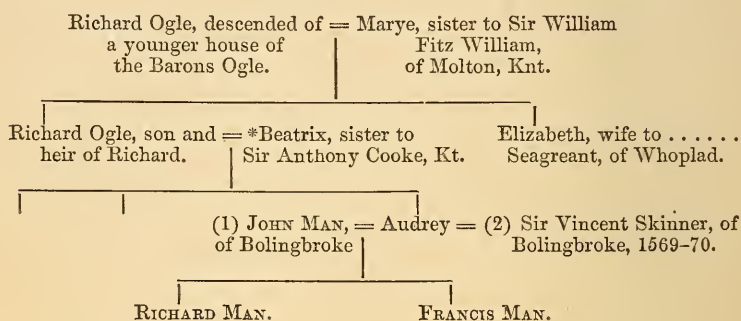 Richard Ogle, descended of = Marye, sister to Sir William
a younger house of Fitz William,
the Barons Ogle. of Molton, Knt.
Richard Ogle, son and = *Beatrix, sister to Elizabeth, wife to . . . . . .
heir of Richard. Sir Anthony Cooke, Kt. Seagreant, of Whoplad.
(1) JOHN MAN, = Audrey = (2) Sir Vincent Skinner, of
of Bolingbroke Bolingbroke, 1569-70.
RICHARD MAN. FRANCIS MAN.